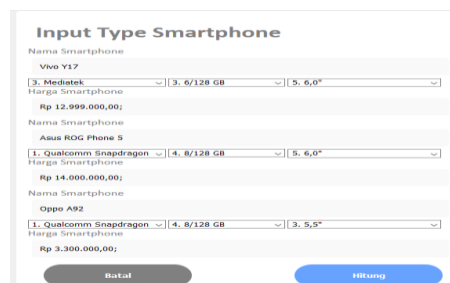 Input Type Smartphone
Nama Smartphone
Vivo Y17
3. Mediatek 3. 6/128 GB 5. 6,0"
Harga Smartphone
Rp 12.999.000,00;
Nama Smartphone
Asus ROG Phone 5
1. Qualcomm Snapdragon 4. 8/128 GB 5. 6,0"
Harga Smartphone
Rp 14.000.000,00;
Nama Smartphone
Oppo A92
1. Qualcomm Snapdragon 4. 8/128 GB 3. 5,5"
Harga Smartphone
Rp 3.300.000,00;
Batal Hitung